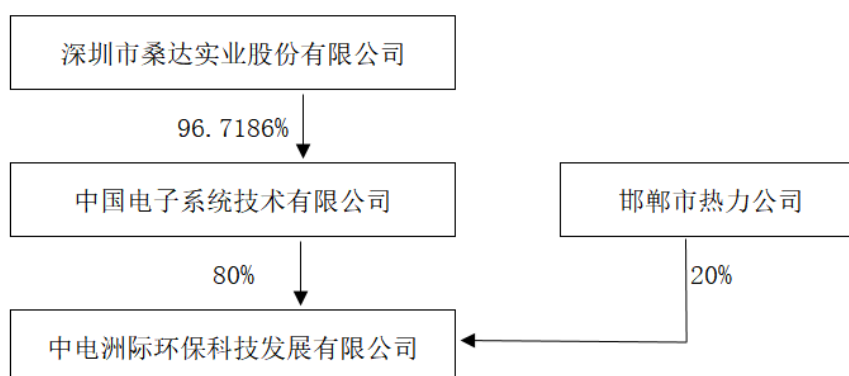 深圳市桑达实业股份有限公司
96.7186%
中国电子系统技术有限公司
邯郸市热力公司
80%
20%
中电洲际环保科技发展有限公司